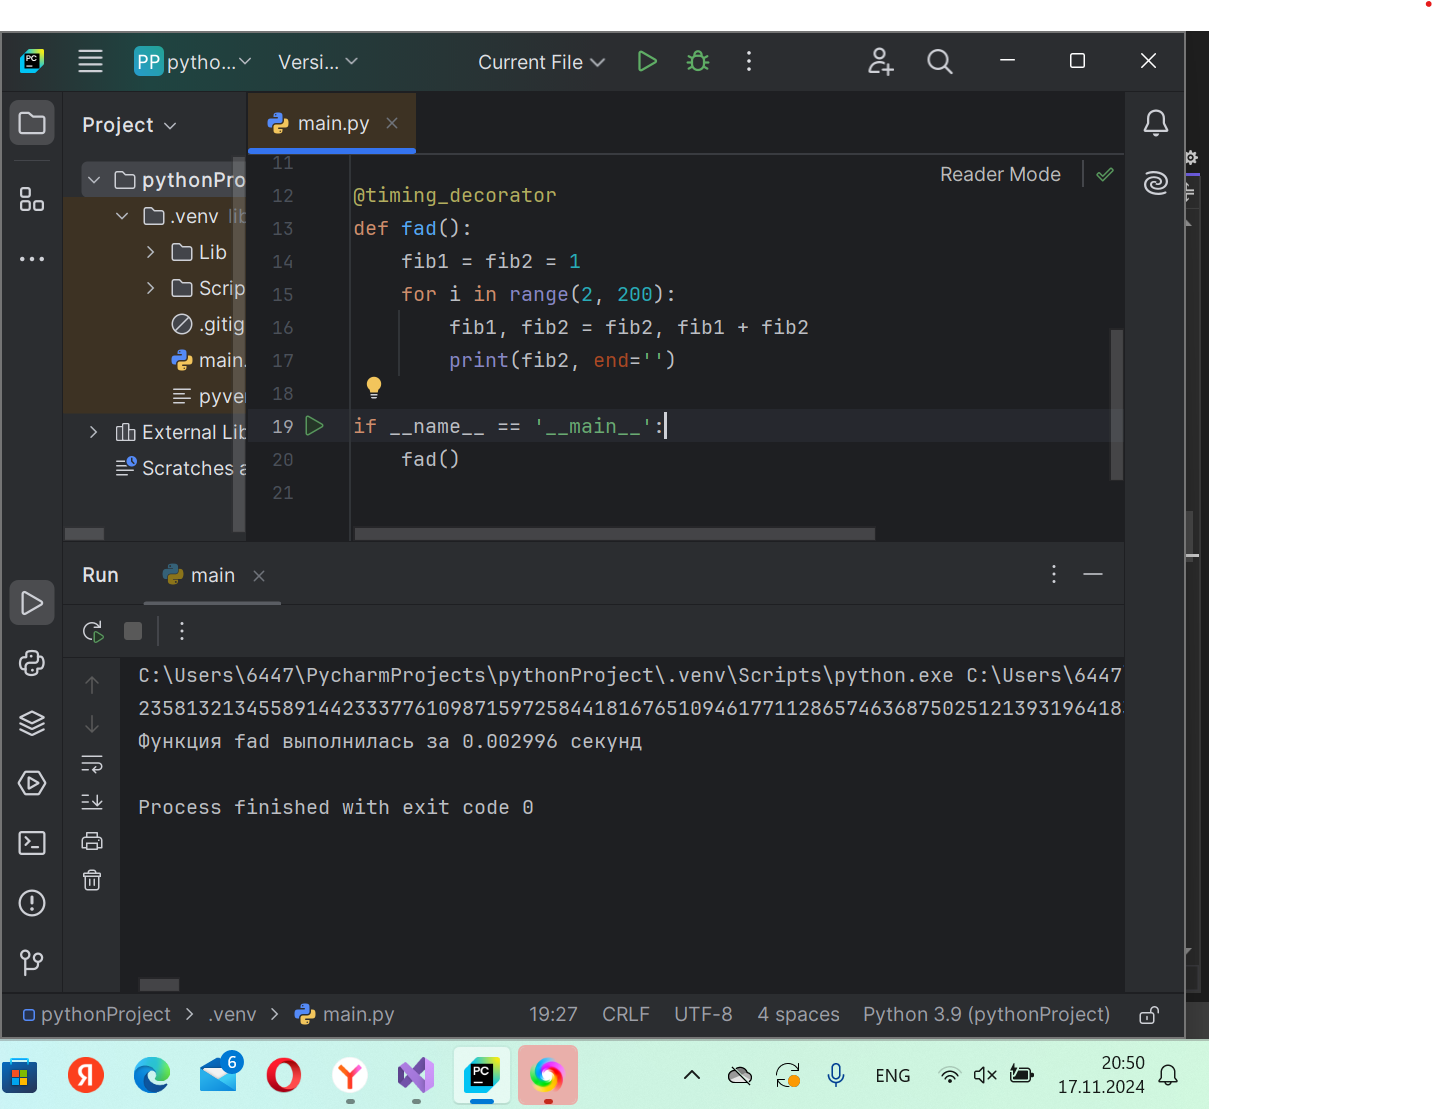 PC
PP pytho...
Versi...
Current File
Project
main.py
pythonPro
.venv lib
Lib
Scrip
.gitig
main.
pyve
External Lib
Scratches a
Reader Mode
11
12 @timing_decorator
13 def fad():
14 fib1 = fib2 = 1
15 for i in range(2, 200):
16 fib1, fib2 = fib2, fib1 + fib2
17 print(fib2, end='')
18
19 if __name__ == '__main__':
20 fad()
21
Run main
C:\Users\6447\PycharmProjects\pythonProject\.venv\Scripts\python.exe C:\Users\6447
2358132134558914423337761098715972584418167651094617711286574636875025121393196418
Функция fad выполнилась за 0.002996 секунд
Process finished with exit code 0
pythonProject > .venv > main.py 19:27 CRLF UTF-8 4 spaces Python 3.9 (pythonProject)
Я
6
PC
ENG
20:50
17.11.2024